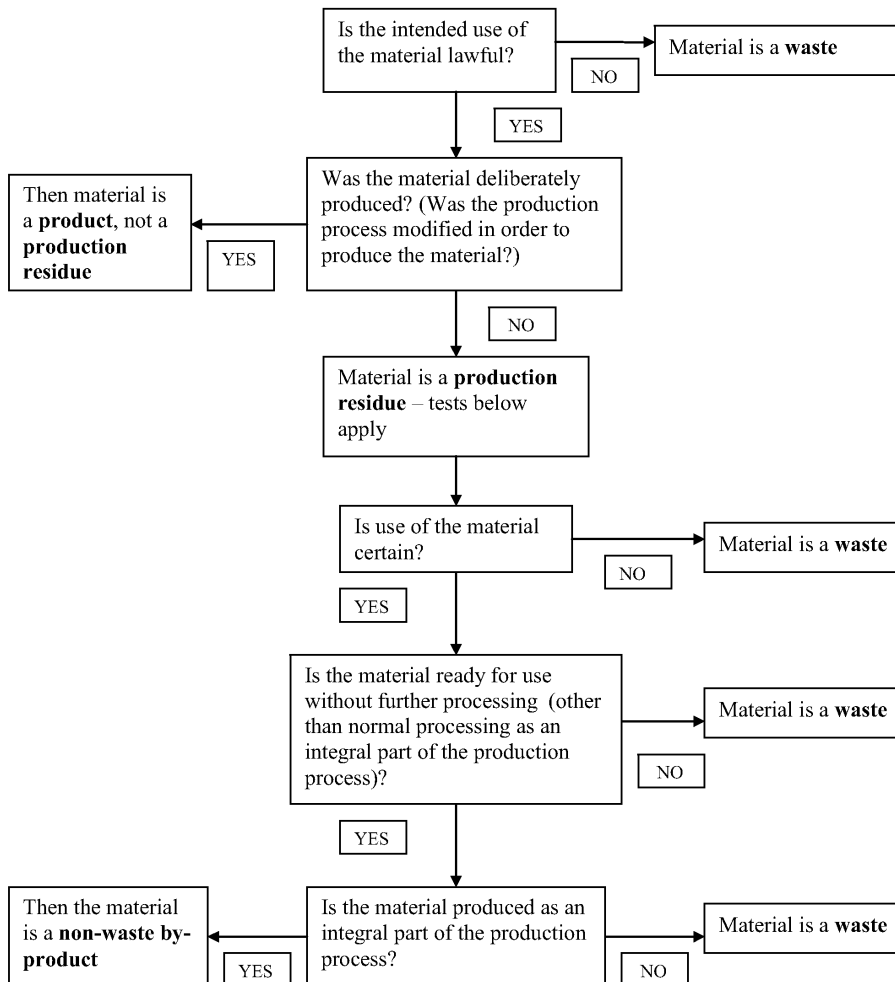 Is the intended use of
the material lawful?
Material is a waste
NO
YES
Then material is
a product, not a
production
residue
Was the material deliberately
produced? (Was the production
process modified in order to
produce the material?)
YES
NO
Material is a production
residue – tests below
apply
Is use of the material
certain?
Material is a waste
NO
YES
Is the material ready for use
without further processing (other
than normal processing as an
integral part of the production
process)?
Material is a waste
NO
YES
Then the material
is a non-waste by-
product
Is the material produced as an
integral part of the production
process?
Material is a waste
YES
NO